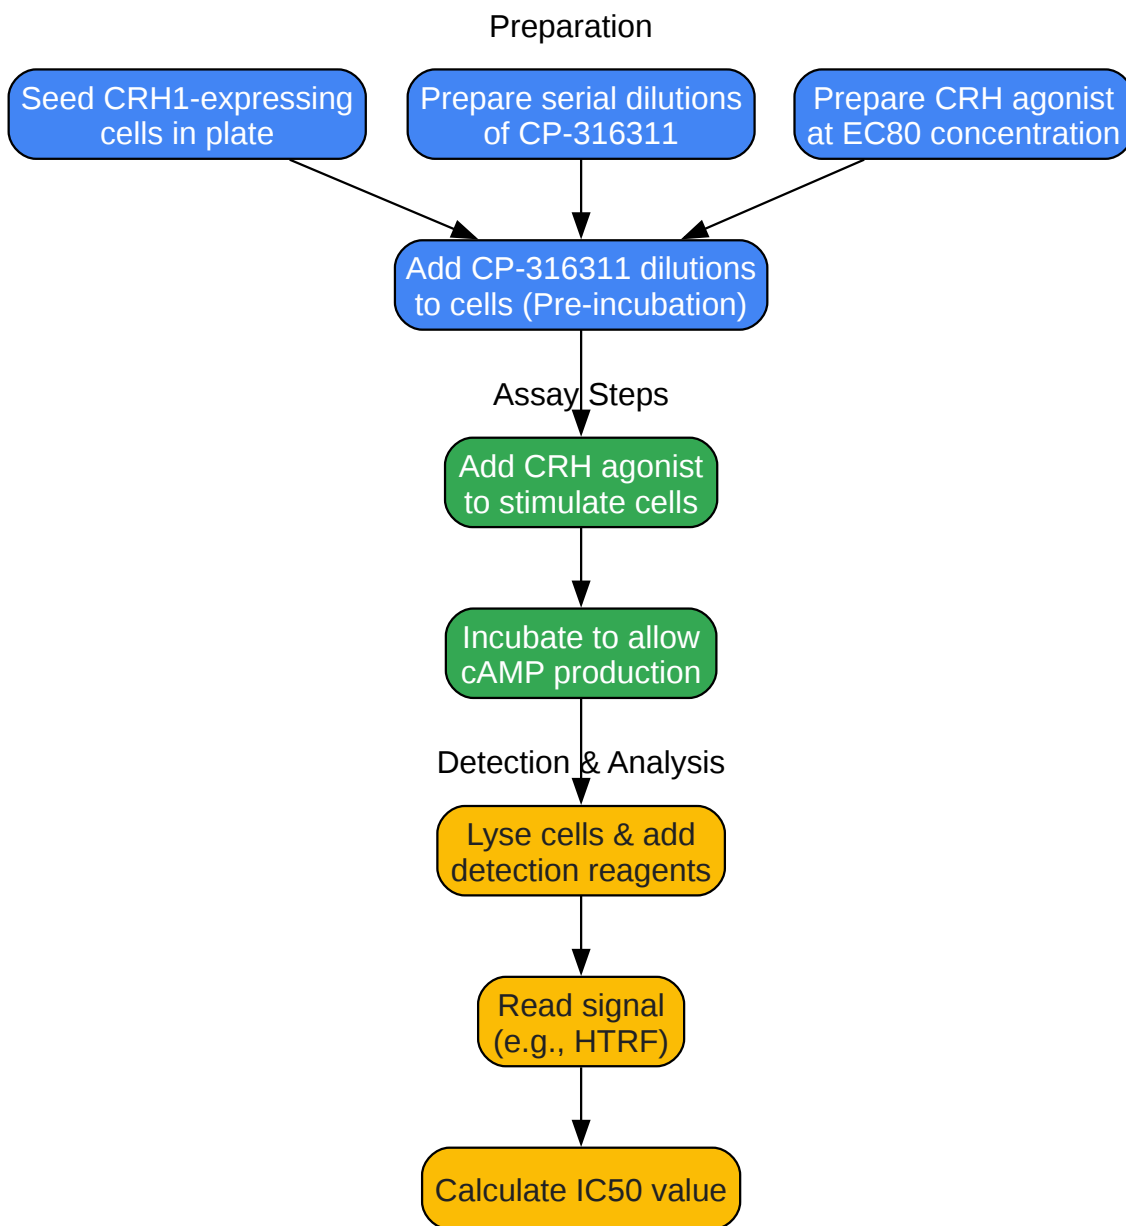 Preparation
Seed CRH1-expressing
cells in plate
Prepare serial dilutions
of CP-316311
Prepare CRH agonist
at EC80 concentration
Add CP-316311 dilutions
to cells (Pre-incubation)
Assay Steps
Add CRH agonist
to stimulate cells
Incubate to allow
cAMP production
Detection & Analysis
Lyse cells & add
detection reagents
Read signal
(e.g., HTRF)
Calculate IC50 value